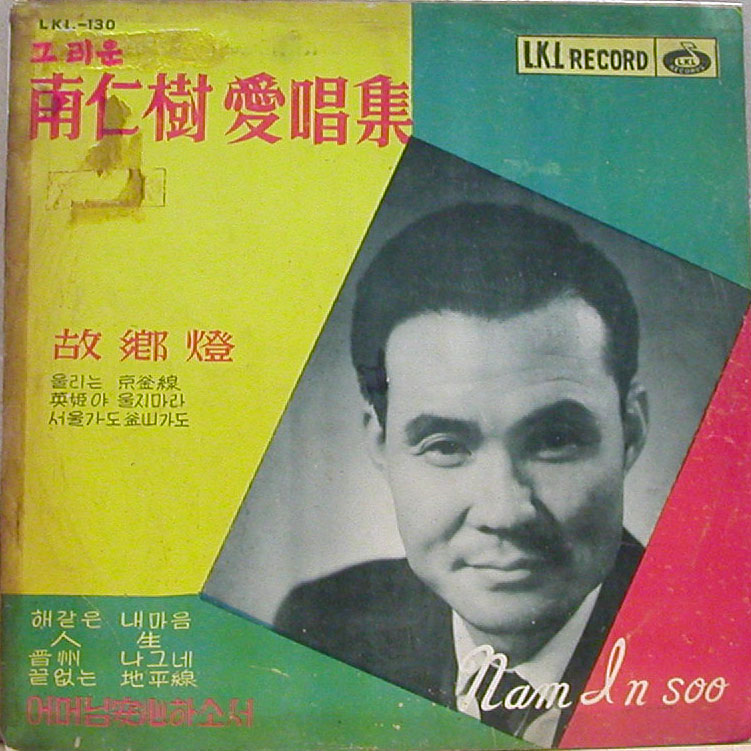 LKL-130
그리운
南仁樹 愛唱集
LKL RECORD
LKL
RECORDS
故鄕燈
울리는 京釜線
英姬야 울지마라
서울가도 釜山가도
해같은 내마음
人生
晋州 나그네
끝없는 地平線
어머님 安心하소서
Nam In soo